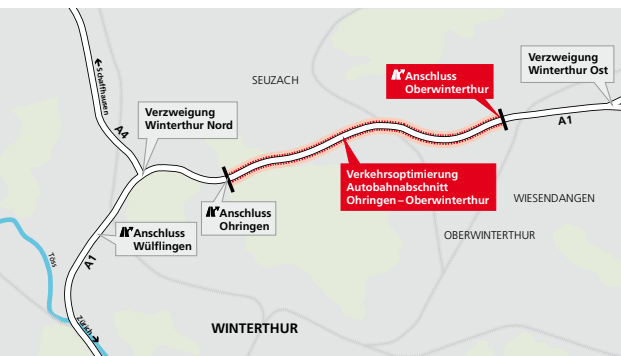 Verzweigung
Winterthur Ost
Anschluss
Oberwinterthur
SEUZACH
Schaffhausen
A4
Verzweigung
Winterthur Nord
A1
Verkehrsoptimierung
Autobahnabschnitt
Ohringen – Oberwinterthur
WIESENDANGEN
Anschluss
Ohringen
Anschluss
Wülflingen
OBERWINTERTHUR
A1
Töss
Zürich
WINTERTHUR